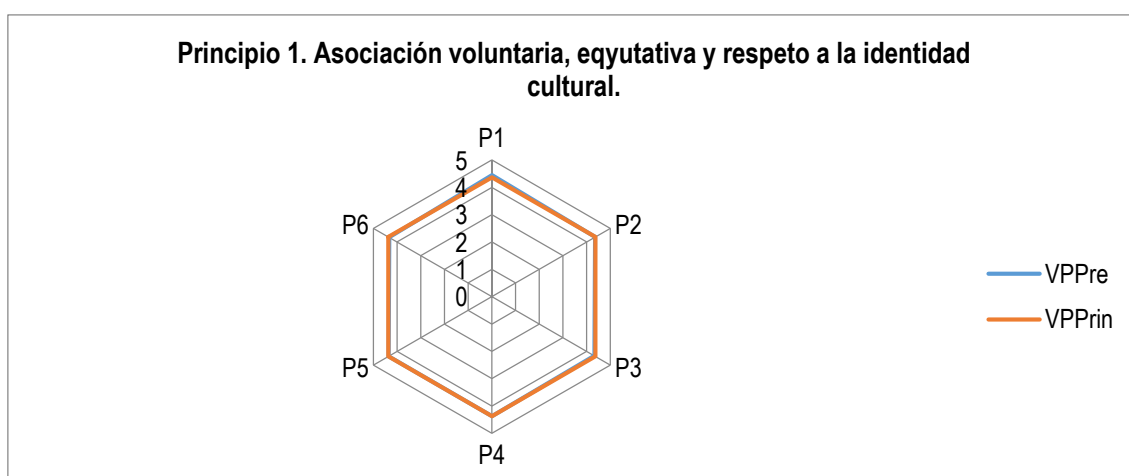 Principio 1. Asociación voluntaria, eqyutativa y respeto a la identidad
cultural.
P1
5
4
P6
P2
3
2
1
VPPre
0
VPPrin
P5
P3
P4